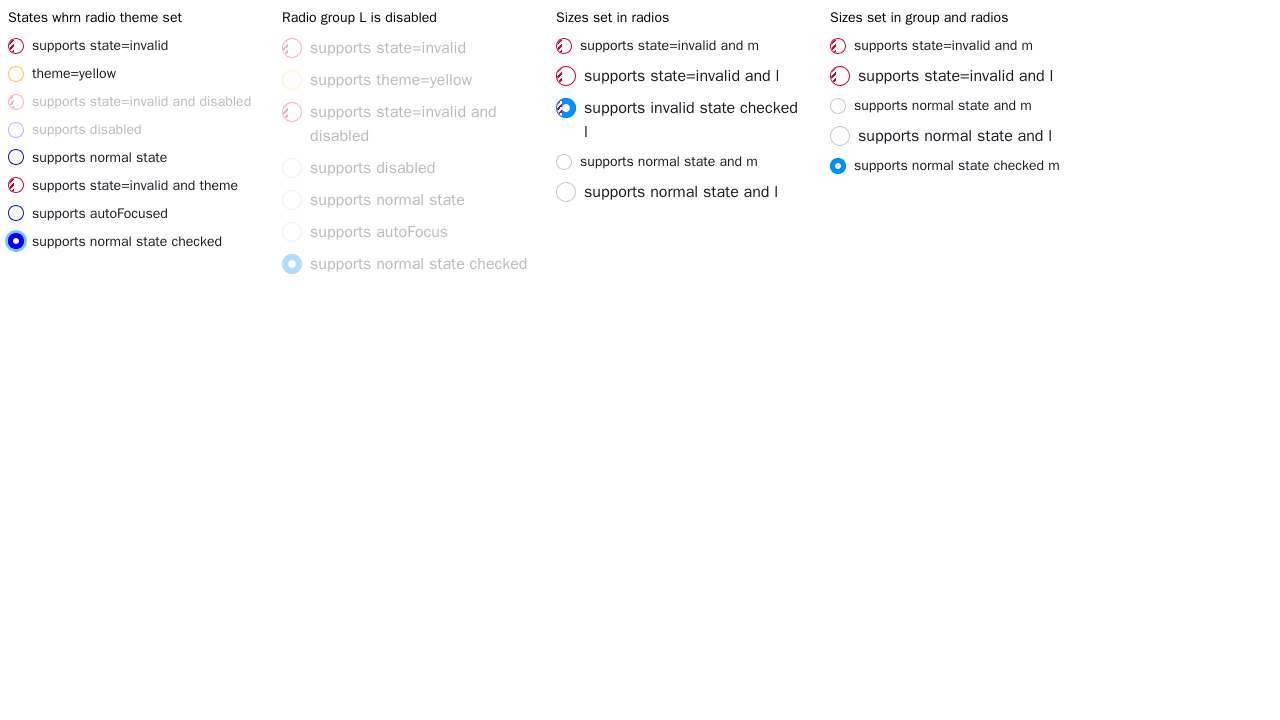 States whrn radio theme set
supports state=invalid
theme=yellow
supports state=invalid and disabled
supports disabled
supports normal state
supports state=invalid and theme
supports autoFocused
supports normal state checked
Radio group L is disabled
supports state=invalid
supports theme=yellow
supports state=invalid and
disabled
supports disabled
supports normal state
supports autoFocus
supports normal state checked
Sizes set in radios
supports state=invalid and m
supports state=invalid and l
supports invalid state checked
l
supports normal state and m
supports normal state and l
Sizes set in group and radios
supports state=invalid and m
supports state=invalid and l
supports normal state and m
supports normal state and l
supports normal state checked m